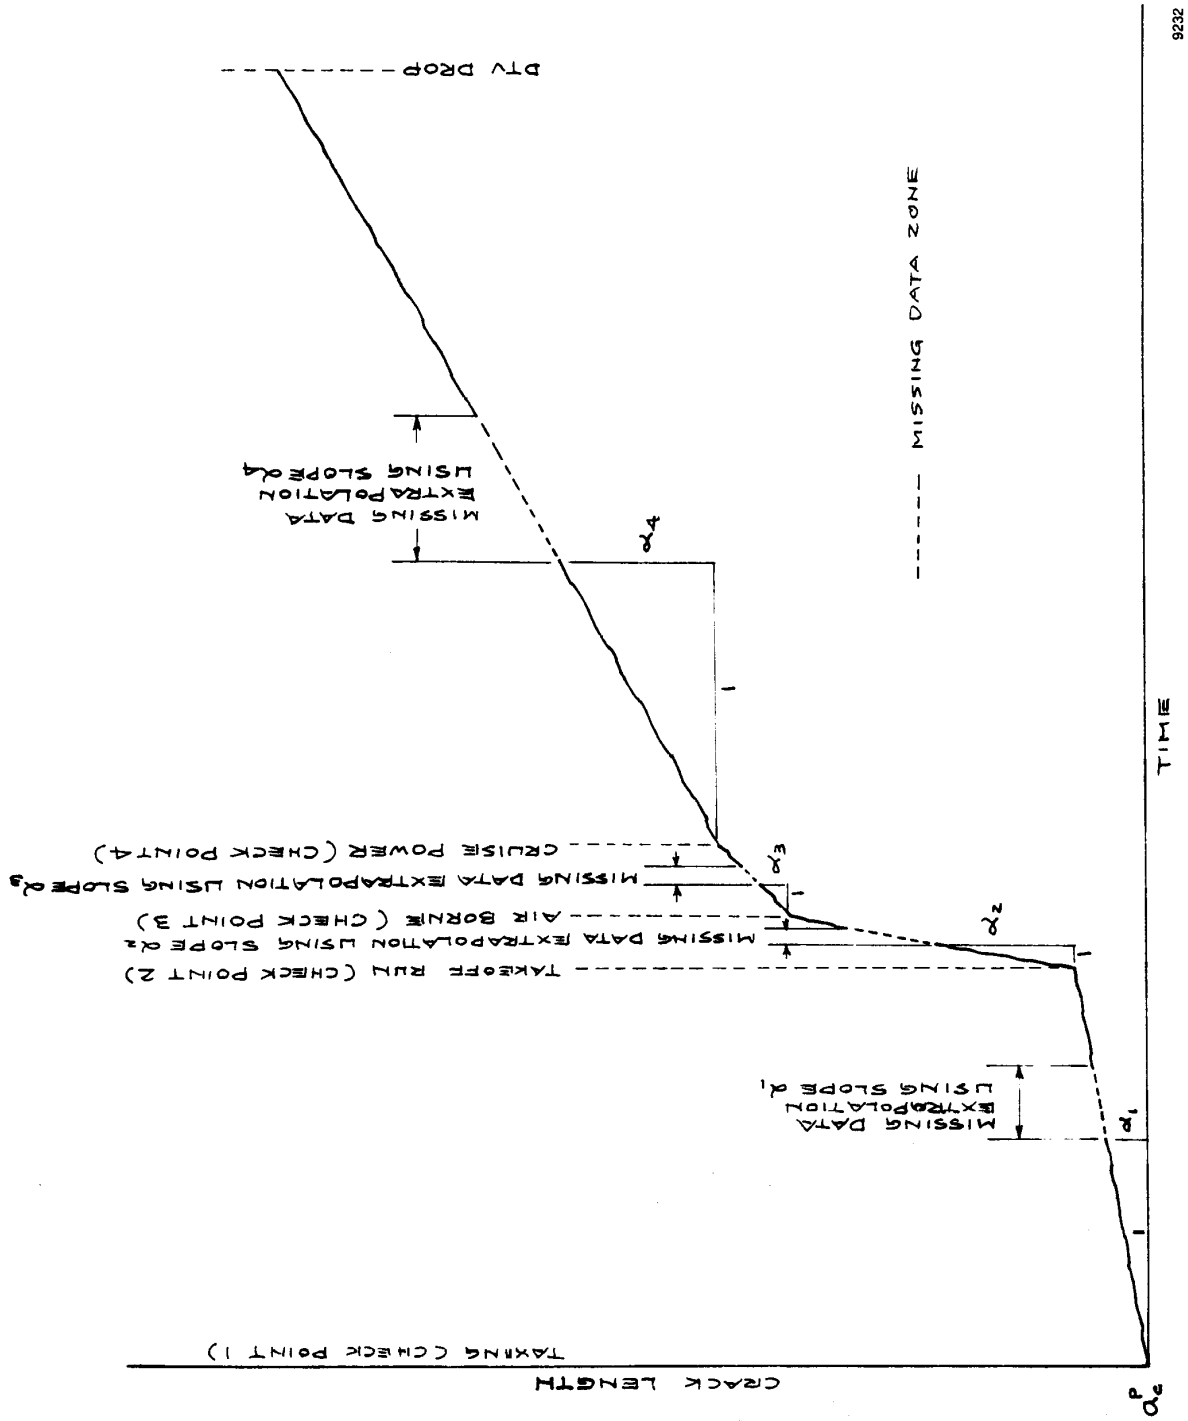 CRACK LENGTH
TAXING (CHECK POINT 1)
TAKEOFF RUN (CHECK POINT 2)
AIR BORNE (CHECK POINT 3)
CRUISE POWER (CHECK POINT 4)
DTV DROP
MISSING DATA
EXTRAPOLATION
USING SLOPE α1
MISSING DATA EXTRAPOLATION USING SLOPE α2
MISSING DATA EXTRAPOLATION USING SLOPE α3
MISSING DATA
EXTRAPOLATION
USING SLOPE α4
1
α1
1
α2
1
α3
1
α4
----- MISSING DATA ZONE
TIME
9232